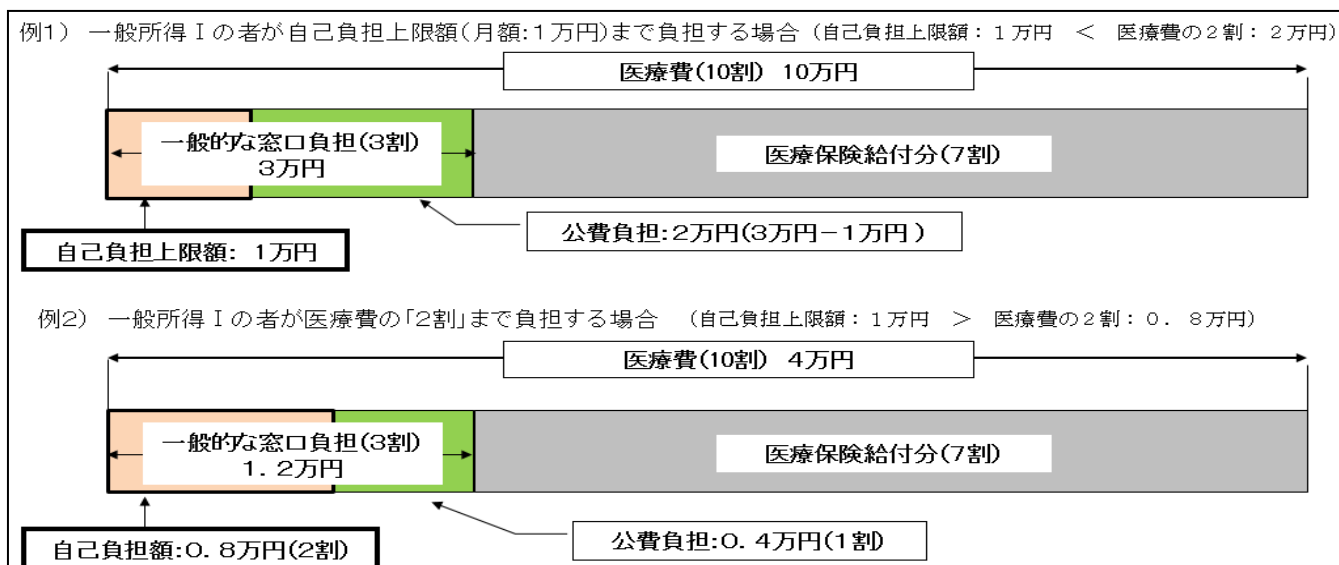 例1） 一般所得Ⅰの者が自己負担上限額(月額:1万円)まで負担する場合 (自己負担上限額：1万円 ＜ 医療費の2割：2万円)
医療費(10割) 10万円
一般的な窓口負担(3割)
3万円
医療保険給付分(7割)
公費負担:2万円(3万円－1万円 )
自己負担上限額: 1万円
例2） 一般所得Ⅰの者が医療費の「2割」まで負担する場合 (自己負担上限額：1万円 ＞ 医療費の2割：0．8万円)
医療費(10割) 4万円
一般的な窓口負担(3割)
1．2万円
医療保険給付分(7割)
自己負担額:0．8万円(2割)
公費負担:0．4万円(1割)